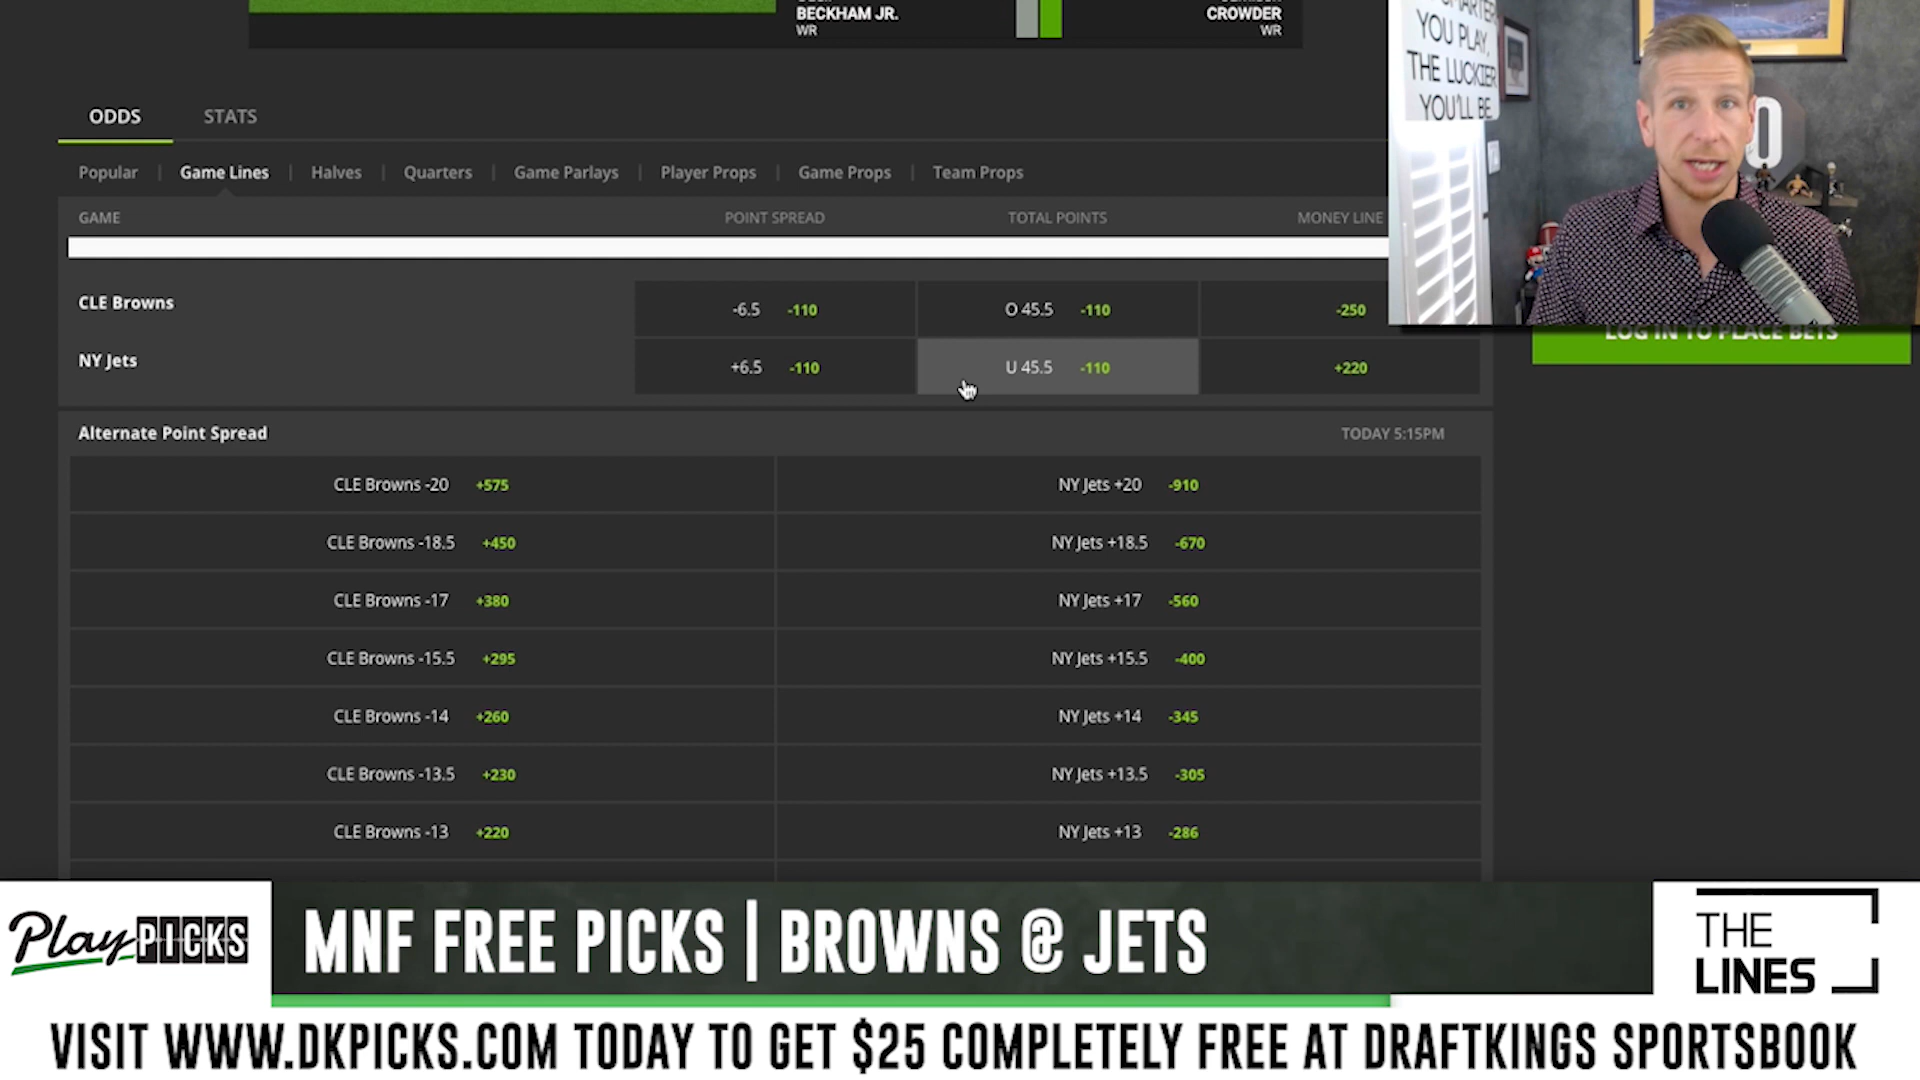 BECKHAM JR.
WR
CROWDER
WR
YOU PLAY,
THE LUCKIER
YOU'LL BE
ODDS
STATS
Popular
Game Lines
Halves
Quarters
Game Parlays
Player Props
Game Props
Team Props
GAME
POINT SPREAD
TOTAL POINTS
MONEY LINE
CLE Browns
-6.5 -110
O 45.5 -110
-250
LOG IN TO PLACE BETS
NY Jets
+6.5 -110
U 45.5 -110
+220
Alternate Point Spread
TODAY 5:15PM
CLE Browns -20 +575
NY Jets +20 -910
CLE Browns -18.5 +450
NY Jets +18.5 -670
CLE Browns -17 +380
NY Jets +17 -560
CLE Browns -15.5 +295
NY Jets +15.5 -400
CLE Browns -14 +260
NY Jets +14 -345
CLE Browns -13.5 +230
NY Jets +13.5 -305
CLE Browns -13 +220
NY Jets +13 -286
Play PICKS
MNF FREE PICKS | BROWNS @ JETS
THE
LINES
VISIT WWW.DKPICKS.COM TODAY TO GET $25 COMPLETELY FREE AT DRAFTKINGS SPORTSBOOK